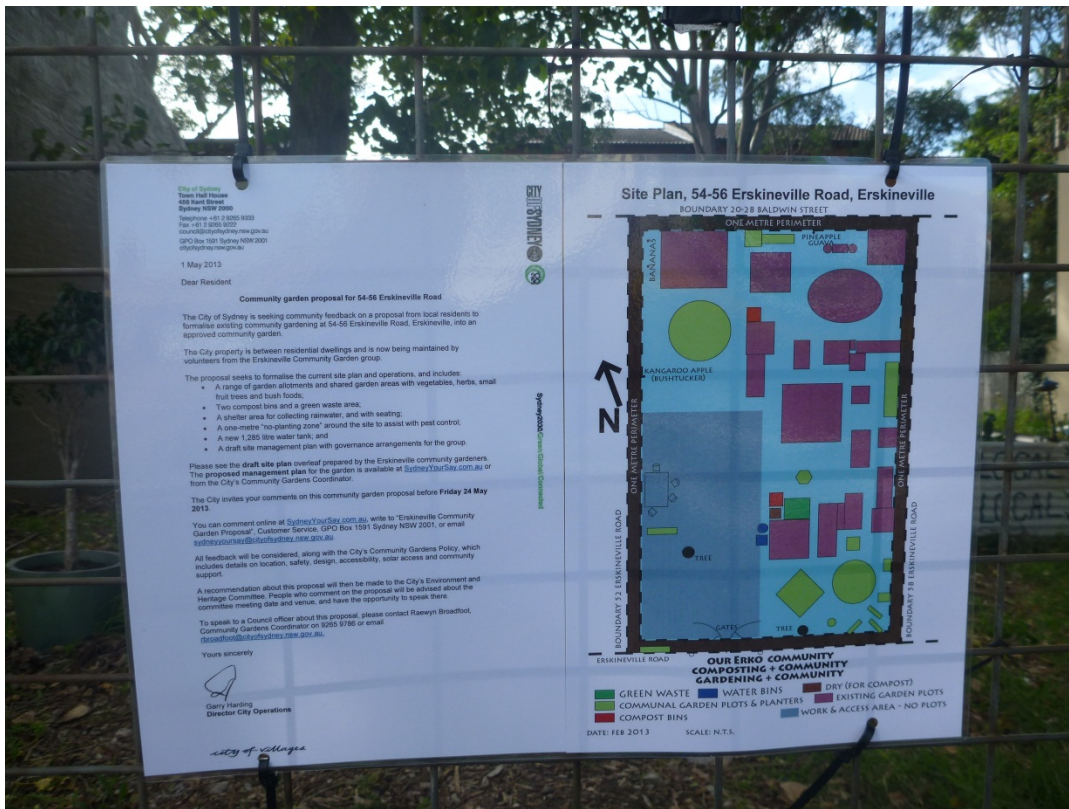 City of Sydney
Town Hall House
456 Kent Street
Sydney NSW 2000
Telephone +61 2 9265 9333
Fax +61 2 9265 9222
council@cityofsydney.nsw.gov.au
GPO Box 1591 Sydney NSW 2001
cityofsydney.nsw.gov.au
CITY OF SYDNEY
1 May 2013
Dear Resident
Community garden proposal for 54-56 Erskineville Road
The City of Sydney is seeking community feedback on a proposal from local residents to
formalise existing community gardening at 54-56 Erskineville Road, Erskineville, into an
approved community garden.
The City property is between residential dwellings and is now being maintained by
volunteers from the Erskineville Community Garden group.
The proposal seeks to formalise the current site plan and operations, and includes:
• A range of garden allotments and shared garden areas with vegetables, herbs, small
fruit trees and bush foods;
• Two compost bins and a green waste area;
• A shelter area for collecting rainwater, and with seating;
• A one-metre "no-planting zone" around the site to assist with pest control;
• A new 1,285 litre water tank; and
• A draft site management plan with governance arrangements for the group.
Please see the draft site plan overleaf prepared by the Erskineville community gardeners.
The proposed management plan for the garden is available at SydneyYourSay.com.au or
from the City's Community Gardens Coordinator.
The City invites your comments on this community garden proposal before Friday 24 May
2013.
You can comment online at SydneyYourSay.com.au, write to "Erskineville Community
Garden Proposal", Customer Service, GPO Box 1591 Sydney NSW 2001, or email
sydneyyoursay@cityofsydney.nsw.gov.au
All feedback will be considered, along with the City's Community Gardens Policy, which
includes details on location, safety, design, accessibility, solar access and community
support.
A recommendation about this proposal will then be made to the City's Environment and
Heritage Committee. People who comment on the proposal will be advised about the
committee meeting date and venue, and have the opportunity to speak there.
To speak to a Council officer about this proposal, please contact Raewyn Broadfoot,
Community Gardens Coordinator on 9265 9786 or email
rbroadfoot@cityofsydney.nsw.gov.au.
Yours sincerely
Garry Harding
Director City Operations
city of villages
Sydney2030/Green/Global/Connected
Site Plan, 54-56 Erskineville Road, Erskineville
BOUNDARY 20-28 BALDWIN STREET
ONE METRE PERIMETER
BANANAS
PINEAPPLE
GUAVA
KANGAROO APPLE
(BUSHTUCKER)
N
ONE METRE PERIMETER
ONE METRE PERIMETER
TREE
BOUNDARY 52 ERSKINEVILLE ROAD
BOUNDARY 58 ERSKINEVILLE ROAD
GATES
TREE
ERSKINEVILLE ROAD
OUR ERKO COMMUNITY
COMPOSTING + COMMUNITY
GARDENING + COMMUNITY
GREEN WASTE
WATER BINS
DRY (FOR COMPOST)
COMMUNAL GARDEN PLOTS & PLANTERS
EXISTING GARDEN PLOTS
COMPOST BINS
WORK & ACCESS AREA - NO PLOTS
DATE: FEB 2013
SCALE: N.T.S.